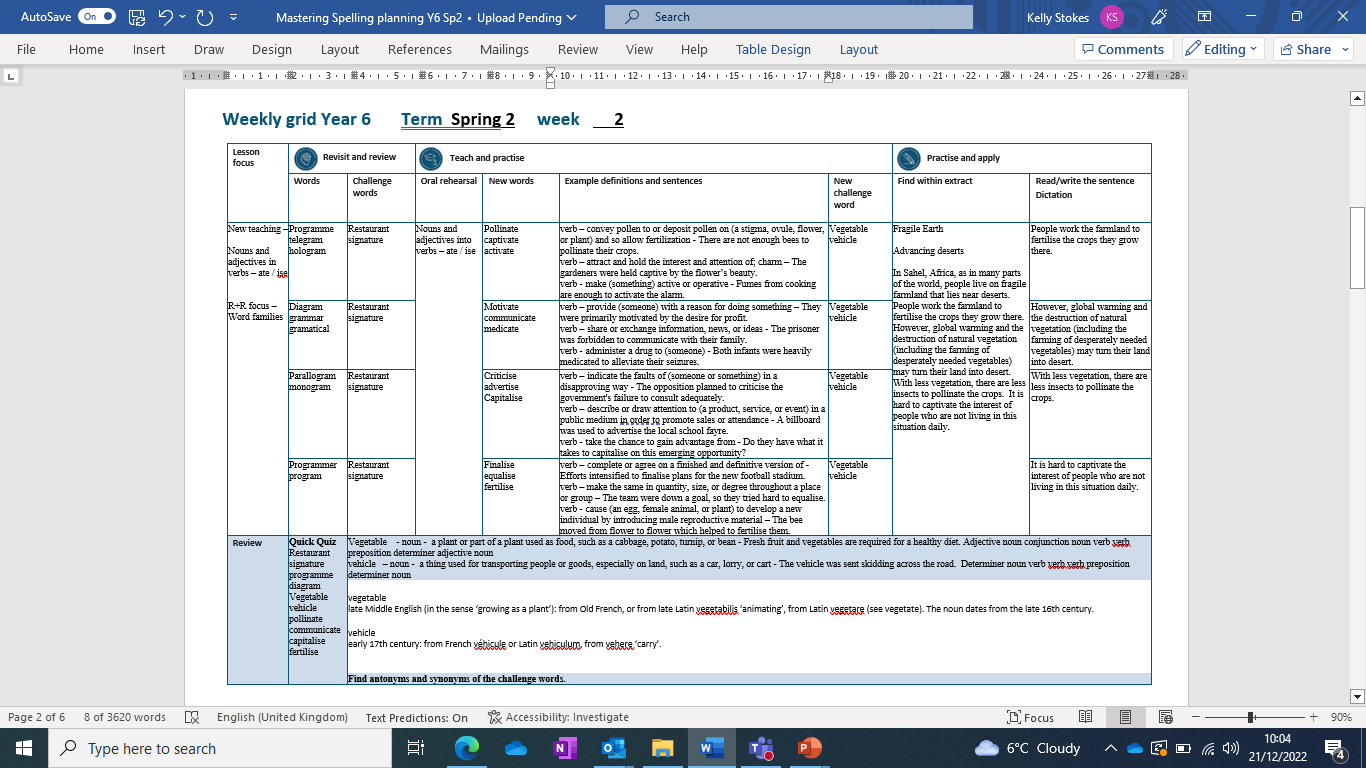 AutoSave On Mastering Spelling planning Y6 Sp2 • Upload Pending Search Kelly Stokes KS
File Home Insert Draw Design Layout References Mailings Review View Help Table Design Layout Comments Editing Share
1 1 2 3 4 5 6 7 8 9 10 11 12 13 14 15 16 17 18 19 20 21 22 23 24 25 26 27 28
Weekly grid Year 6 Term Spring 2 week 2
Lesson
focus
Revisit and review
Teach and practise
Practise and apply
Words
Challenge
words
Oral rehearsal
New words
Example definitions and sentences
New
challenge
word
Find within extract
Read/write the sentence
Dictation
New teaching –
Nouns and
adjectives in
verbs – ate / ise
R+R focus –
Word families
Programme
telegram
hologram
Restaurant
signature
Nouns and
adjectives into
verbs – ate / ise
Pollinate
captivate
activate
verb – convey pollen to or deposit pollen on (a stigma, ovule, flower,
or plant) and so allow fertilization - There are not enough bees to
pollinate their crops.
verb – attract and hold the interest and attention of; charm – The
gardeners were held captive by the flower’s beauty.
verb - make (something) active or operative - Fumes from cooking
are enough to activate the alarm.
Vegetable
vehicle
Fragile Earth
Advancing deserts
In Sahel, Africa, as in many parts
of the world, people live on fragile
farmland that lies near deserts.
People work the farmland to
fertilise the crops they grow there.
However, global warming and the
destruction of natural vegetation
(including the farming of
desperately needed vegetables)
may turn their land into desert.
With less vegetation, there are less
insects to pollinate the crops. It is
hard to captivate the interest of
people who are not living in this
situation daily.
People work the farmland to
fertilise the crops they grow
there.
Diagram
grammar
gramatical
Restaurant
signature
Motivate
communicate
medicate
verb – provide (someone) with a reason for doing something – They
were primarily motivated by the desire for profit.
verb – share or exchange information, news, or ideas - The prisoner
was forbidden to communicate with their family.
verb - administer a drug to (someone) - Both infants were heavily
medicated to alleviate their seizures.
Vegetable
vehicle
However, global warming and
the destruction of natural
vegetation (including the
farming of desperately needed
vegetables) may turn their land
into desert.
Parallogram
monogram
Restaurant
signature
Criticise
advertise
Capitalise
verb – indicate the faults of (someone or something) in a
disapproving way - The opposition planned to criticise the
government's failure to consult adequately.
verb – describe or draw attention to (a product, service, or event) in a
public medium in order to promote sales or attendance - A billboard
was used to advertise the local school fayre.
verb - take the chance to gain advantage from - Do they have what it
takes to capitalise on this emerging opportunity?
Vegetable
vehicle
With less vegetation, there are
less insects to pollinate the
crops.
Programmer
program
Restaurant
signature
Finalise
equalise
fertilise
verb – complete or agree on a finished and definitive version of -
Efforts intensified to finalise plans for the new football stadium.
verb – make the same in quantity, size, or degree throughout a place
or group – The team were down a goal, so they tried hard to equalise.
verb - cause (an egg, female animal, or plant) to develop a new
individual by introducing male reproductive material – The bee
moved from flower to flower which helped to fertilise them.
Vegetable
vehicle
It is hard to captivate the
interest of people who are not
living in this situation daily.
Review
Quick Quiz
Restaurant
signature
programme
diagram
Vegetable
vehicle
pollinate
communicate
capitalise
fertilise
Vegetable - noun - a plant or part of a plant used as food, such as a cabbage, potato, turnip, or bean - Fresh fruit and vegetables are required for a healthy diet. Adjective noun conjunction noun verb verb
preposition determiner adjective noun
vehicle – noun - a thing used for transporting people or goods, especially on land, such as a car, lorry, or cart - The vehicle was sent skidding across the road. Determiner noun verb verb verb preposition
determiner noun
vegetable
late Middle English (in the sense ‘growing as a plant’): from Old French, or from late Latin vegetabilis ‘animating’, from Latin vegetare (see vegetate). The noun dates from the late 16th century.
vehicle
early 17th century: from French véhicule or Latin vehiculum, from vehere ‘carry’.
Find antonyms and synonyms of the challenge words.
Page 2 of 6 8 of 3620 words English (United Kingdom) Text Predictions: On Accessibility: Investigate Focus 90%
Type here to search 6°C Cloudy 10:04
21/12/2022 4